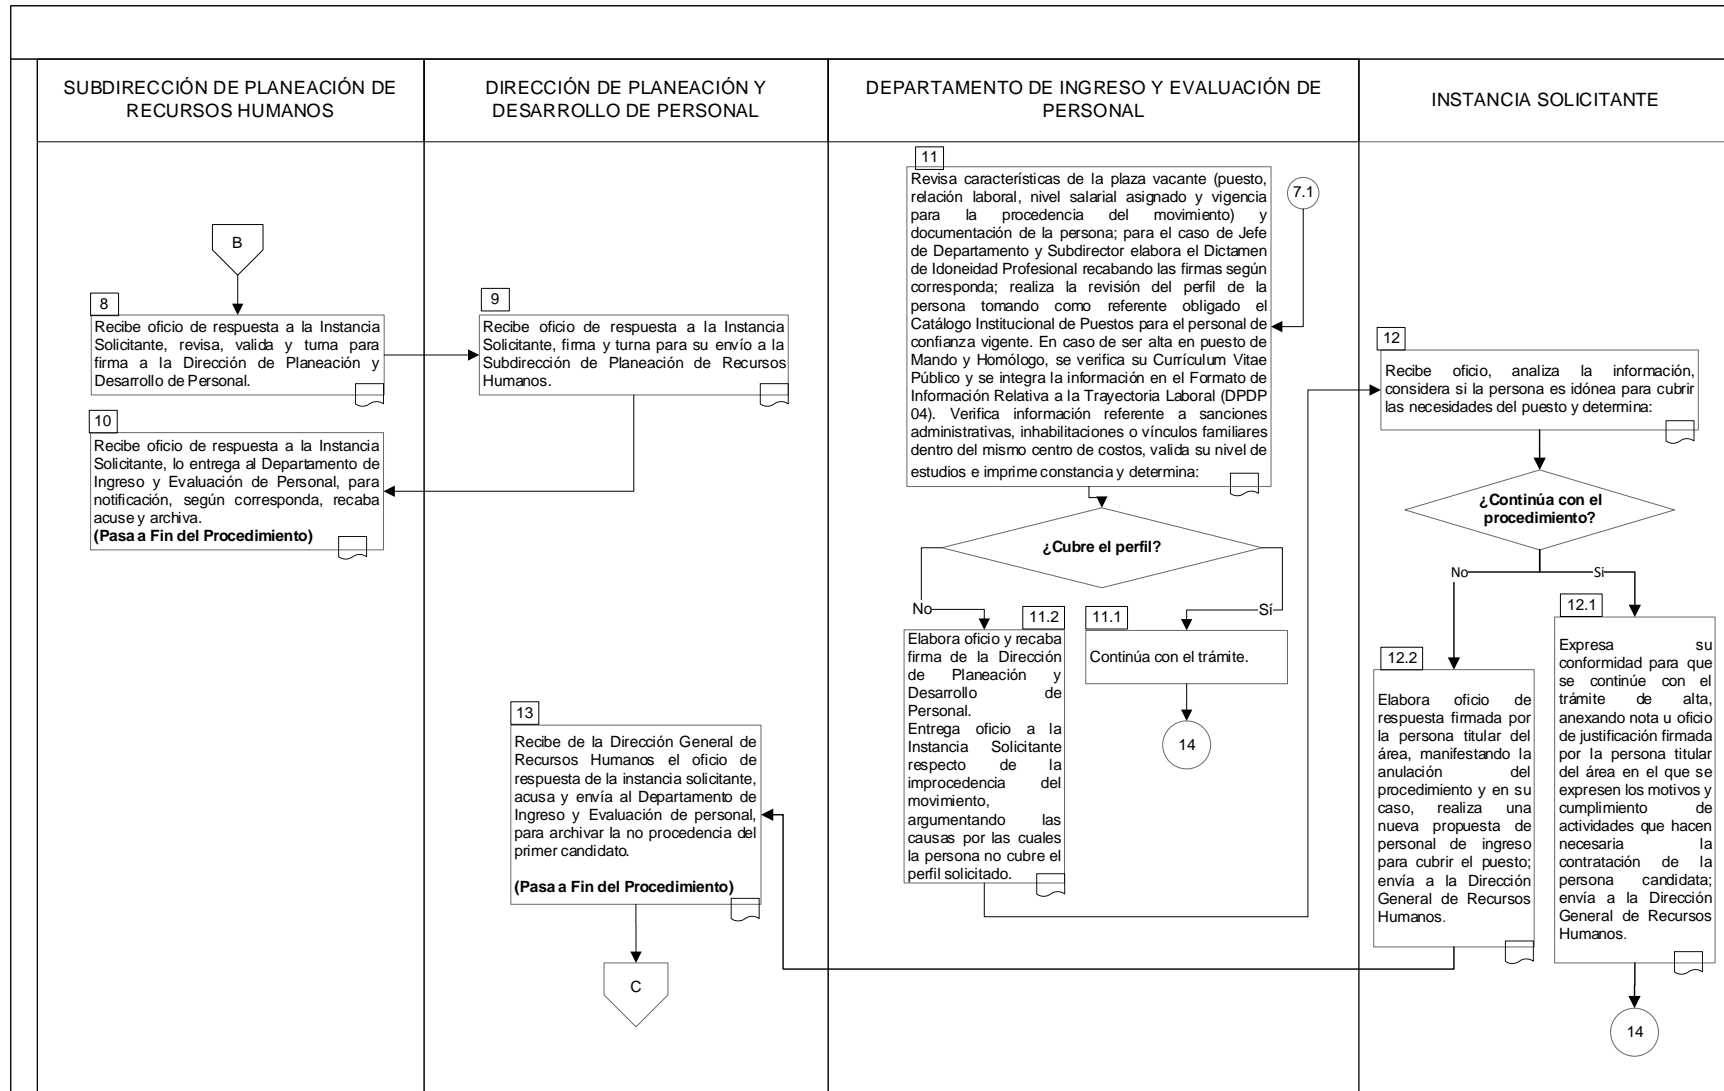 SUBDIRECCIÓN DE PLANEACIÓN DE
RECURSOS HUMANOS
DIRECCIÓN DE PLANEACIÓN Y
DESARROLLO DE PERSONAL
DEPARTAMENTO DE INGRESO Y EVALUACIÓN DE
PERSONAL
INSTANCIA SOLICITANTE
B
8
Recibe oficio de respuesta a la Instancia
Solicitante, revisa, valida y turna para
firma a la Dirección de Planeación y
Desarrollo de Personal.
9
Recibe oficio de respuesta a la Instancia
Solicitante, firma y turna para su envío a la
Subdirección de Planeación de Recursos
Humanos.
10
Recibe oficio de respuesta a la Instancia
Solicitante, lo entrega al Departamento de
Ingreso y Evaluación de Personal, para
notificación, según corresponda, recaba
acuse y archiva.
(Pasa a Fin del Procedimiento)
11
Revisa características de la plaza vacante (puesto,
relación laboral, nivel salarial asignado y vigencia
para la procedencia del movimiento) y
documentación de la persona; para el caso de Jefe
de Departamento y Subdirector elabora el Dictamen
de Idoneidad Profesional recabando las firmas según
corresponda; realiza la revisión del perfil de la
persona tomando como referente obligado el
Catálogo Institucional de Puestos para el personal de
confianza vigente. En caso de ser alta en puesto de
Mando y Homólogo, se verifica su Currículum Vitae
Público y se integra la información en el Formato de
Información Relativa a la Trayectoria Laboral (DPDP
04). Verifica información referente a sanciones
administrativas, inhabilitaciones o vínculos familiares
dentro del mismo centro de costos, valida su nivel de
estudios e imprime constancia y determina:
7.1
¿Cubre el perfil?
No
Sí
11.2
Elabora oficio y recaba
firma de la Dirección
de Planeación y
Desarrollo de
Personal.
Entrega oficio a la
Instancia Solicitante
respecto de la
improcedencia del
movimiento,
argumentando las
causas por las cuales
la persona no cubre el
perfil solicitado.
11.1
Continúa con el trámite.
14
12
Recibe oficio, analiza la información,
considera si la persona es idónea para cubrir
las necesidades del puesto y determina:
¿Continúa con el
procedimiento?
No
Si
12.1
Expresa su
conformidad para que
se continúe con el
trámite de alta,
anexando nota u oficio
de justificación firmada
por la persona titular
del área en el que se
expresen los motivos y
cumplimiento de
actividades que hacen
necesaria la
contratación de la
persona candidata;
envía a la Dirección
General de Recursos
Humanos.
14
12.2
Elabora oficio de
respuesta firmada por
la persona titular del
área, manifestando la
anulación del
procedimiento y en su
caso, realiza una
nueva propuesta de
personal de ingreso
para cubrir el puesto;
envía a la Dirección
General de Recursos
Humanos.
13
Recibe de la Dirección General de
Recursos Humanos el oficio de
respuesta de la instancia solicitante,
acusa y envía al Departamento de
Ingreso y Evaluación de personal,
para archivar la no procedencia del
primer candidato.
(Pasa a Fin del Procedimiento)
C